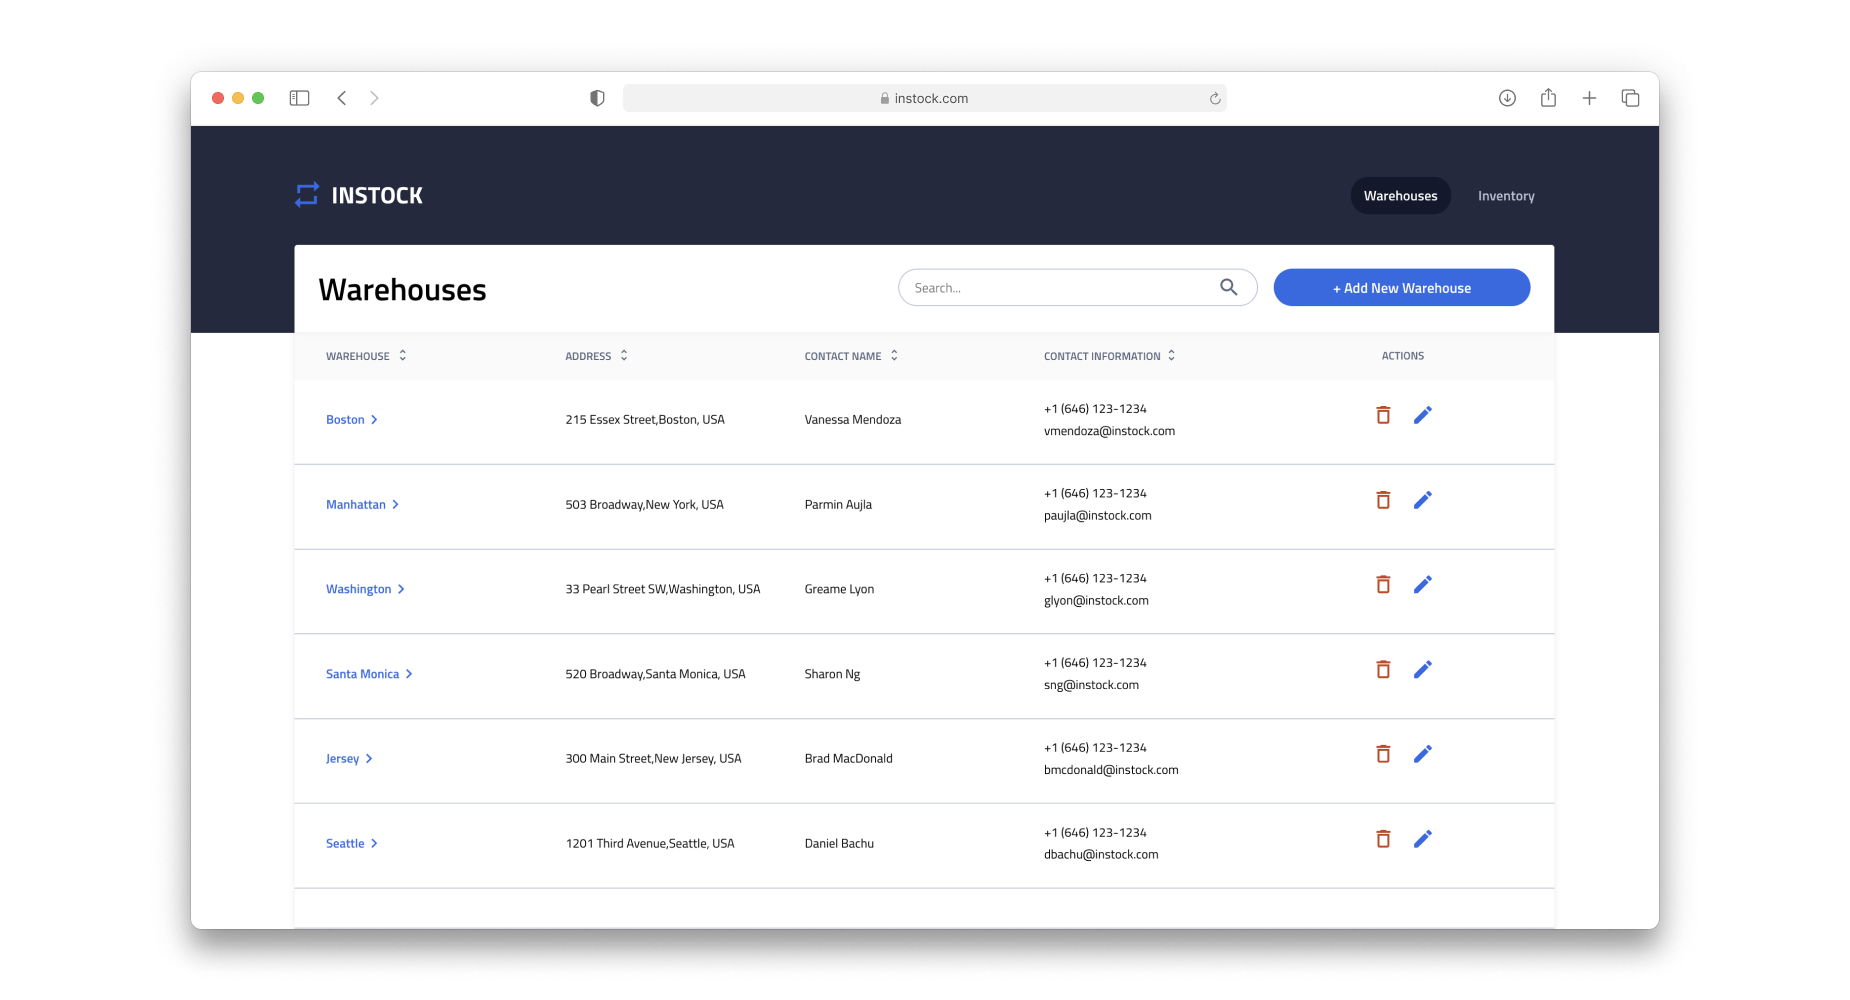 instock.com
INSTOCK
Warehouses
Inventory
Warehouses
Search...
+ Add New Warehouse
WAREHOUSE
ADDRESS
CONTACT NAME
CONTACT INFORMATION
ACTIONS
Boston
215 Essex Street,Boston, USA
Vanessa Mendoza
+1 (646) 123-1234
vmendoza@instock.com
Manhattan
503 Broadway,New York, USA
Parmin Aujla
+1 (646) 123-1234
paujla@instock.com
Washington
33 Pearl Street SW,Washington, USA
Greame Lyon
+1 (646) 123-1234
glyon@instock.com
Santa Monica
520 Broadway,Santa Monica, USA
Sharon Ng
+1 (646) 123-1234
sng@instock.com
Jersey
300 Main Street,New Jersey, USA
Brad MacDonald
+1 (646) 123-1234
bmcdonald@instock.com
Seattle
1201 Third Avenue,Seattle, USA
Daniel Bachu
+1 (646) 123-1234
dbachu@instock.com